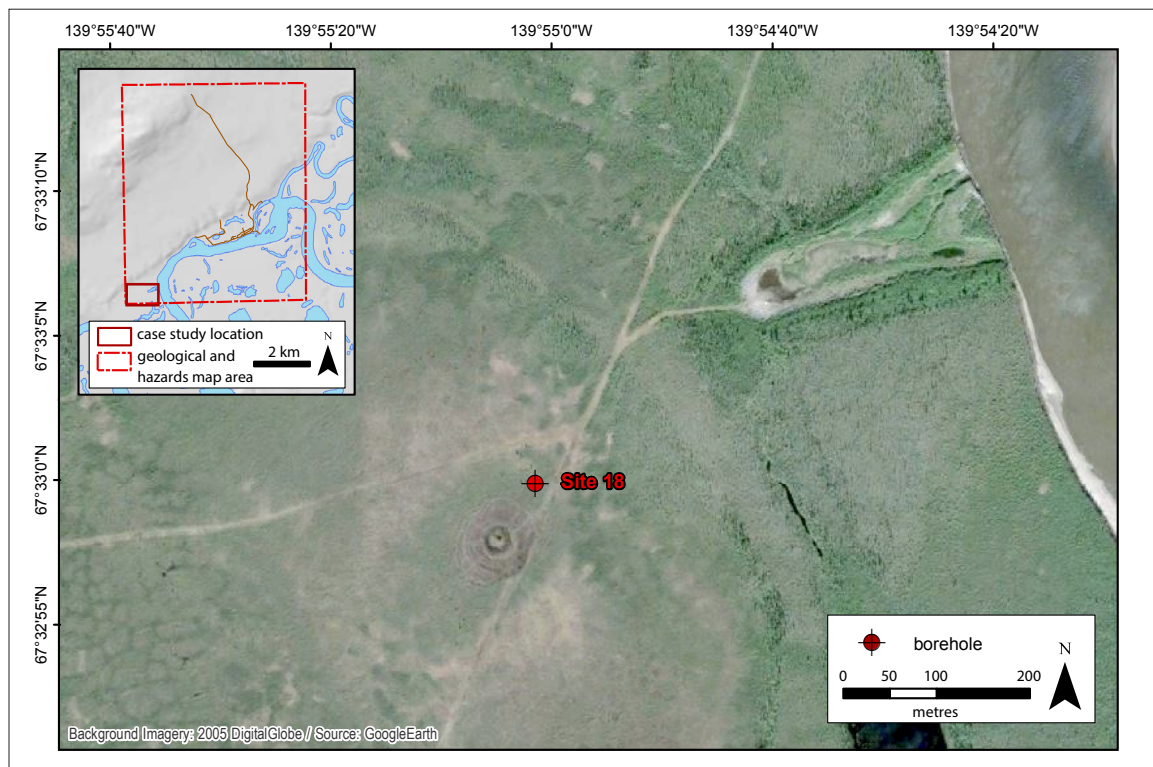 139°55'40"W 139°55'20"W 139°55'00"W 139°54'40"W 139°54'20"W
67°33'10"N
67°33'5"N
67°33'0"N
67°32'55"N
case study location
geological and
hazards map area
2 km
N
Site 18
borehole
N
0 50 100 200
metres
Background Imagery: 2005 DigitalGlobe / Source: GoogleEarth